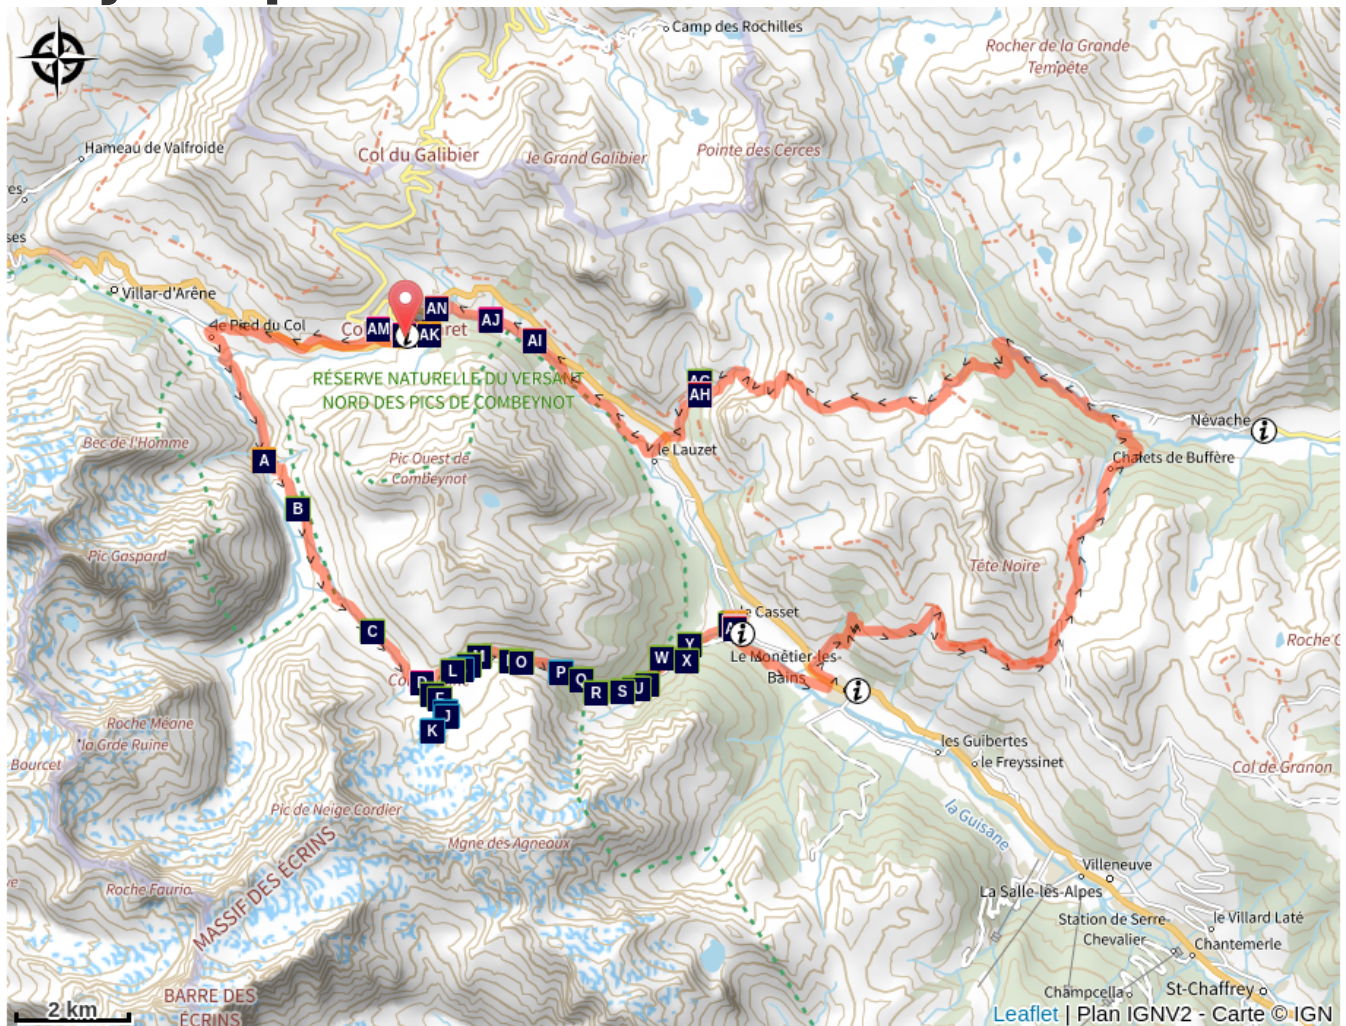 Camp des Rochilles
Rocher de la Grande
Tempête
Hameau de Valfroide
Col du Galibier
le Grand Galibier
Pointe des Cerces
Villar-d'Arêne
le Pied du Col
AN
AJ
AM
AK
AI
RÉSERVE NATURELLE DU VERSANT
NORD DES PICS DE COMBEYNOT
AH
Névache
Bec de l'Homme
le Lauzet
Chalets de Buffère
A
Pic Ouest de
Combeynot
B
Pic Gaspard
Tête Noire
le Casset
C
Roche
Y
Le Monêtier-les-
Bains
W
X
L
O
P
R
S
U
J
K
Roche Méane
la Grde Ruine
Bourcet
les Guibertes
le Freyssinet
Col de Granon
Pic de Neige Cordier
la Guisane
Mgne des Agneaux
MASSIF DES ÉCRINS
Villeneuve
Roche Faurio
La Salle-les-Alpes
Station de Serre-
Chevalier
le Villard Laté
Chantemerle
BARRE DES
ÉCRINS
Champcella
St-Chaffrey
2 km
Leaflet | Plan IGNV2 - Carte © IGN